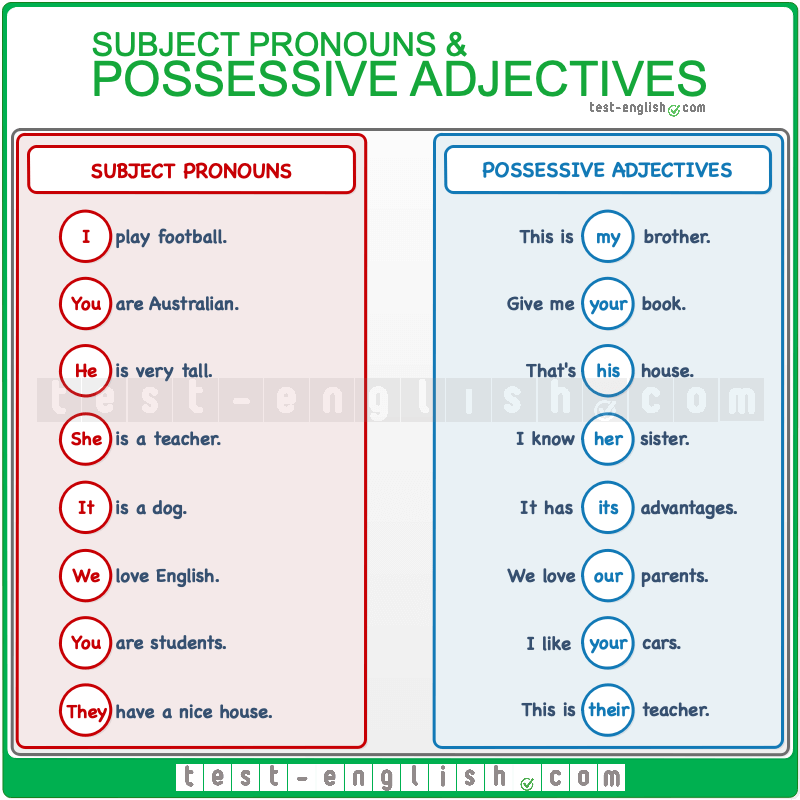 SUBJECT PRONOUNS &
POSSESSIVE ADJECTIVES
test-english.com
SUBJECT PRONOUNS
I play football.
You are Australian.
He is very tall.
She is a teacher.
It is a dog.
We love English.
You are students.
They have a nice house.
POSSESSIVE ADJECTIVES
This is my brother.
Give me your book.
That's his house.
I know her sister.
It has its advantages.
We love our parents.
I like your cars.
This is their teacher.
test-english.com
test-english.com